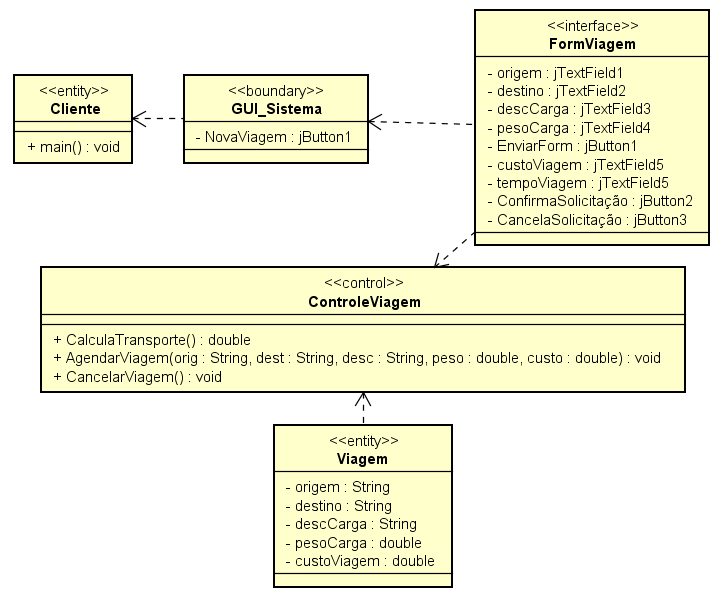 <<entity>>
Cliente
+ main() : void
<<boundary>>
GUI_Sistema
- NovaViagem : jButton1
<<interface>>
FormViagem
- origem : jTextField1
- destino : jTextField2
- descCarga : jTextField3
- pesoCarga : jTextField4
- EnviarForm : jButton1
- custoViagem : jTextField5
- tempoViagem : jTextField5
- ConfirmaSolicitação : jButton2
- CancelaSolicitação : jButton3
<<control>>
ControleViagem
+ CalculaTransporte() : double
+ AgendarViagem(orig : String, dest : String, desc : String, peso : double, custo : double) : void
+ CancelarViagem() : void
<<entity>>
Viagem
- origem : String
- destino : String
- descCarga : String
- pesoCarga : double
- custoViagem : double